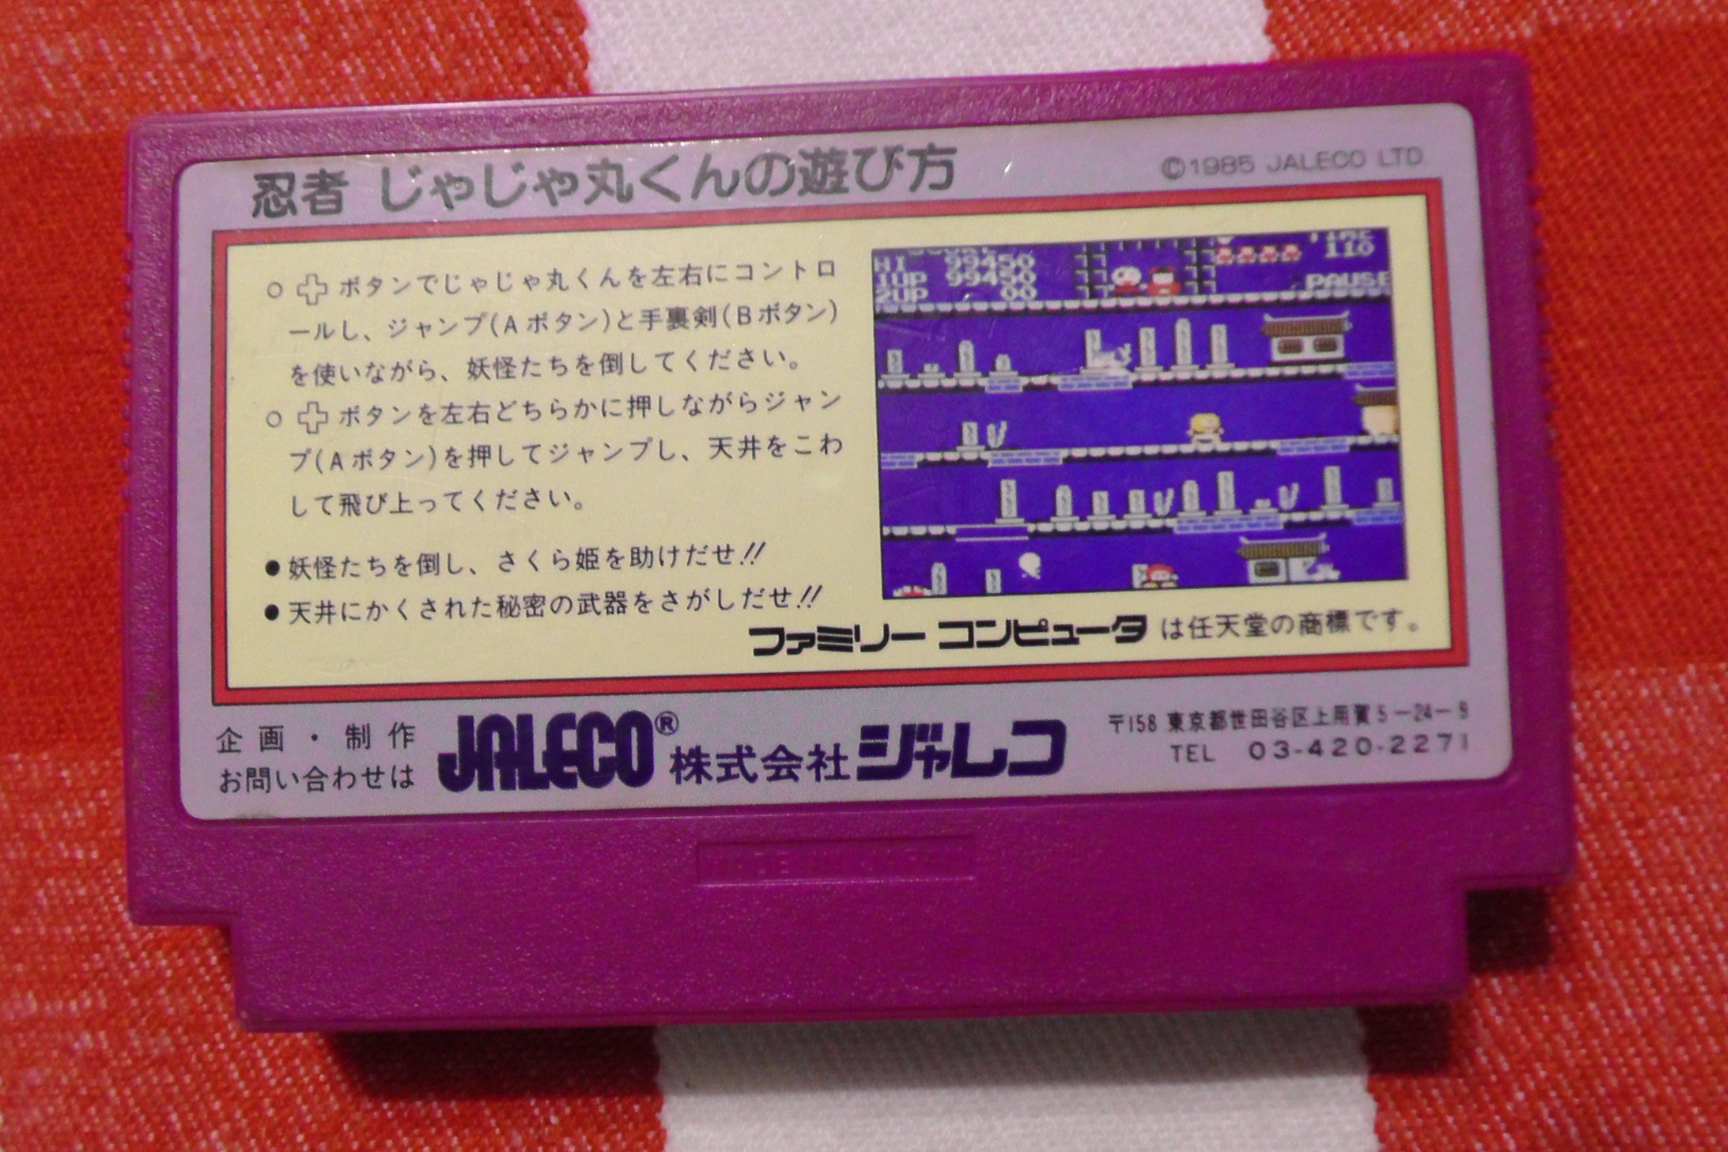 忍者 じゃじゃ丸くんの遊び方
©1985 JALECO LTD
○ ボタンでじゃじゃ丸くんを左右にコントロ
ールし、ジャンプ(Aボタン)と手裏剣(Bボタン)
を使いながら、妖怪たちを倒してください。
○ ボタンを左右どちらかに押しながらジャン
プ(Aボタン)を押してジャンプし、天井をこわ
して飛び上ってください。
●妖怪たちを倒し、さくら姫を助けだせ!!
●天井にかくされた秘密の武器をさがしだせ!!
HI 99450
1UP 99450
2UP 00
TIME
110
PAUSE
ファミリー コンピュータ は任天堂の商標です。
企画・制作
お問い合わせは
JALECO® 株式会社ジャレコ
〒158 東京都世田谷区上用賀5-24-9
TEL 03-420-2271